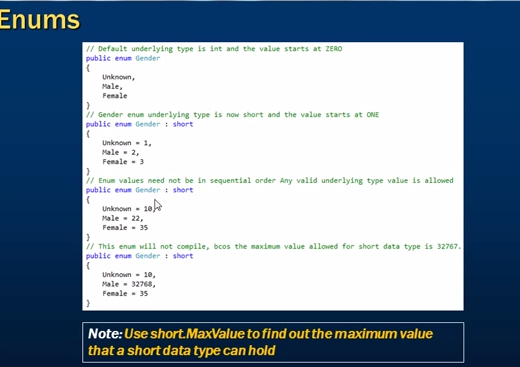 Enums
// Default underlying type is int and the value starts at ZERO
public enum Gender
{
Unknown,
Male,
Female
}
// Gender enum underlying type is now short and the value starts at ONE
public enum Gender : short
{
Unknown = 1,
Male = 2,
Female = 3
}
// Enum values need not be in sequential order Any valid underlying type value is allowed
public enum Gender : short
{
Unknown = 10,
Male = 22,
Female = 35
}
// This enum will not compile, bcos the maximum value allowed for short data type is 32767.
public enum Gender : short
{
Unknown = 10,
Male = 32768,
Female = 35
}
Note: Use short.MaxValue to find out the maximum value
that a short data type can hold